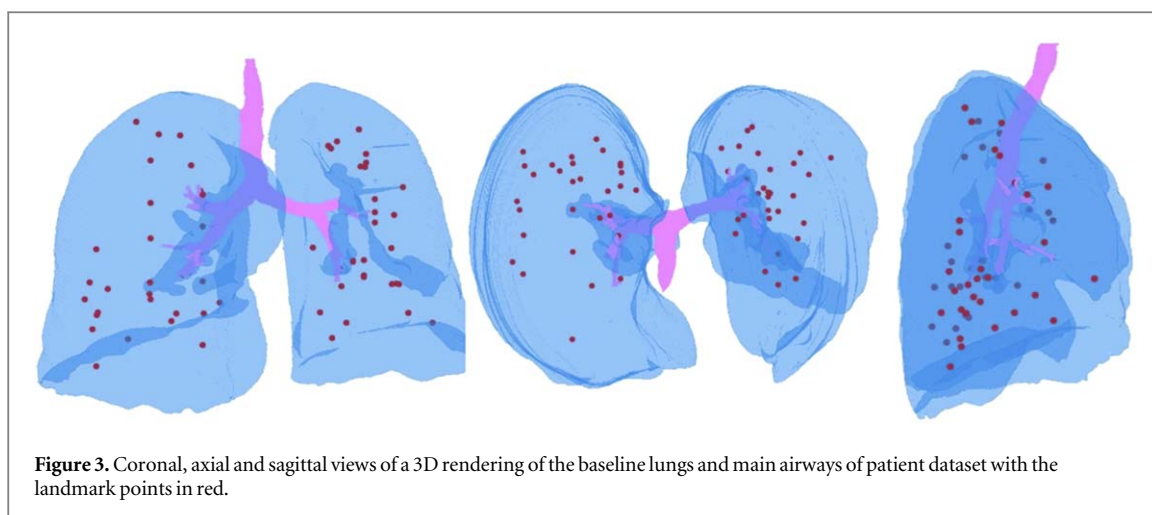 Figure 3. Coronal, axial and sagittal views of a 3D rendering of the baseline lungs and main airways of patient dataset with the
landmark points in red.